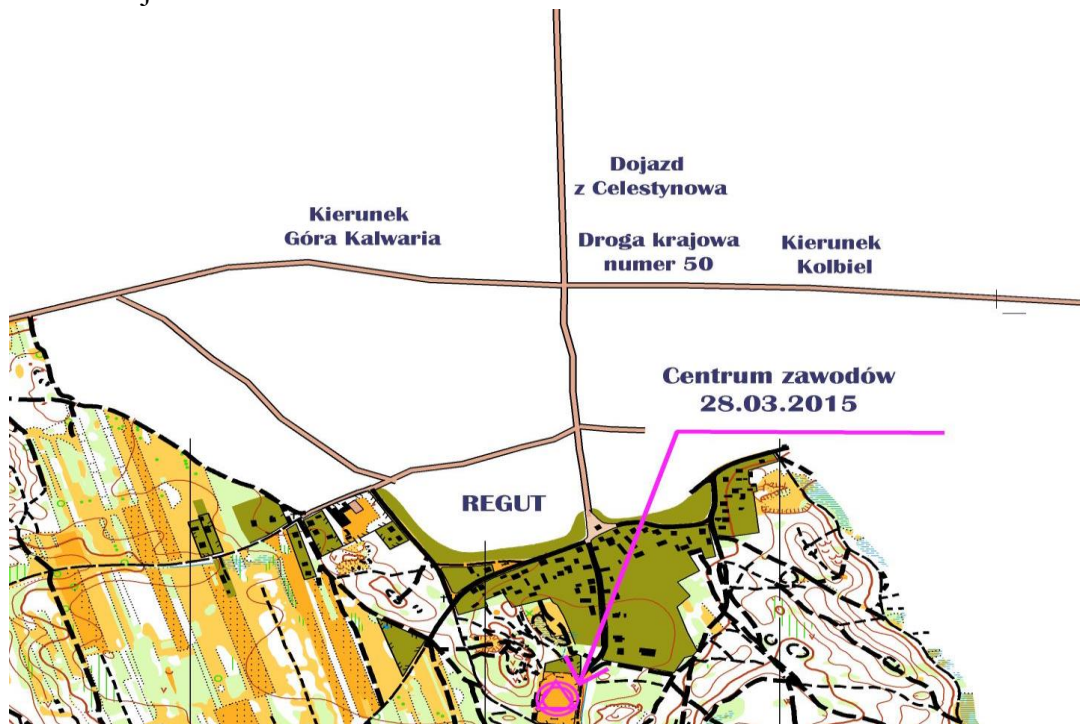 Dojazd
z Celestynowa
Kierunek
Góra Kalwaria
Droga krajowa
numer 50
Kierunek
Kolbiel
Centrum zawodów
28.03.2015
REGUT